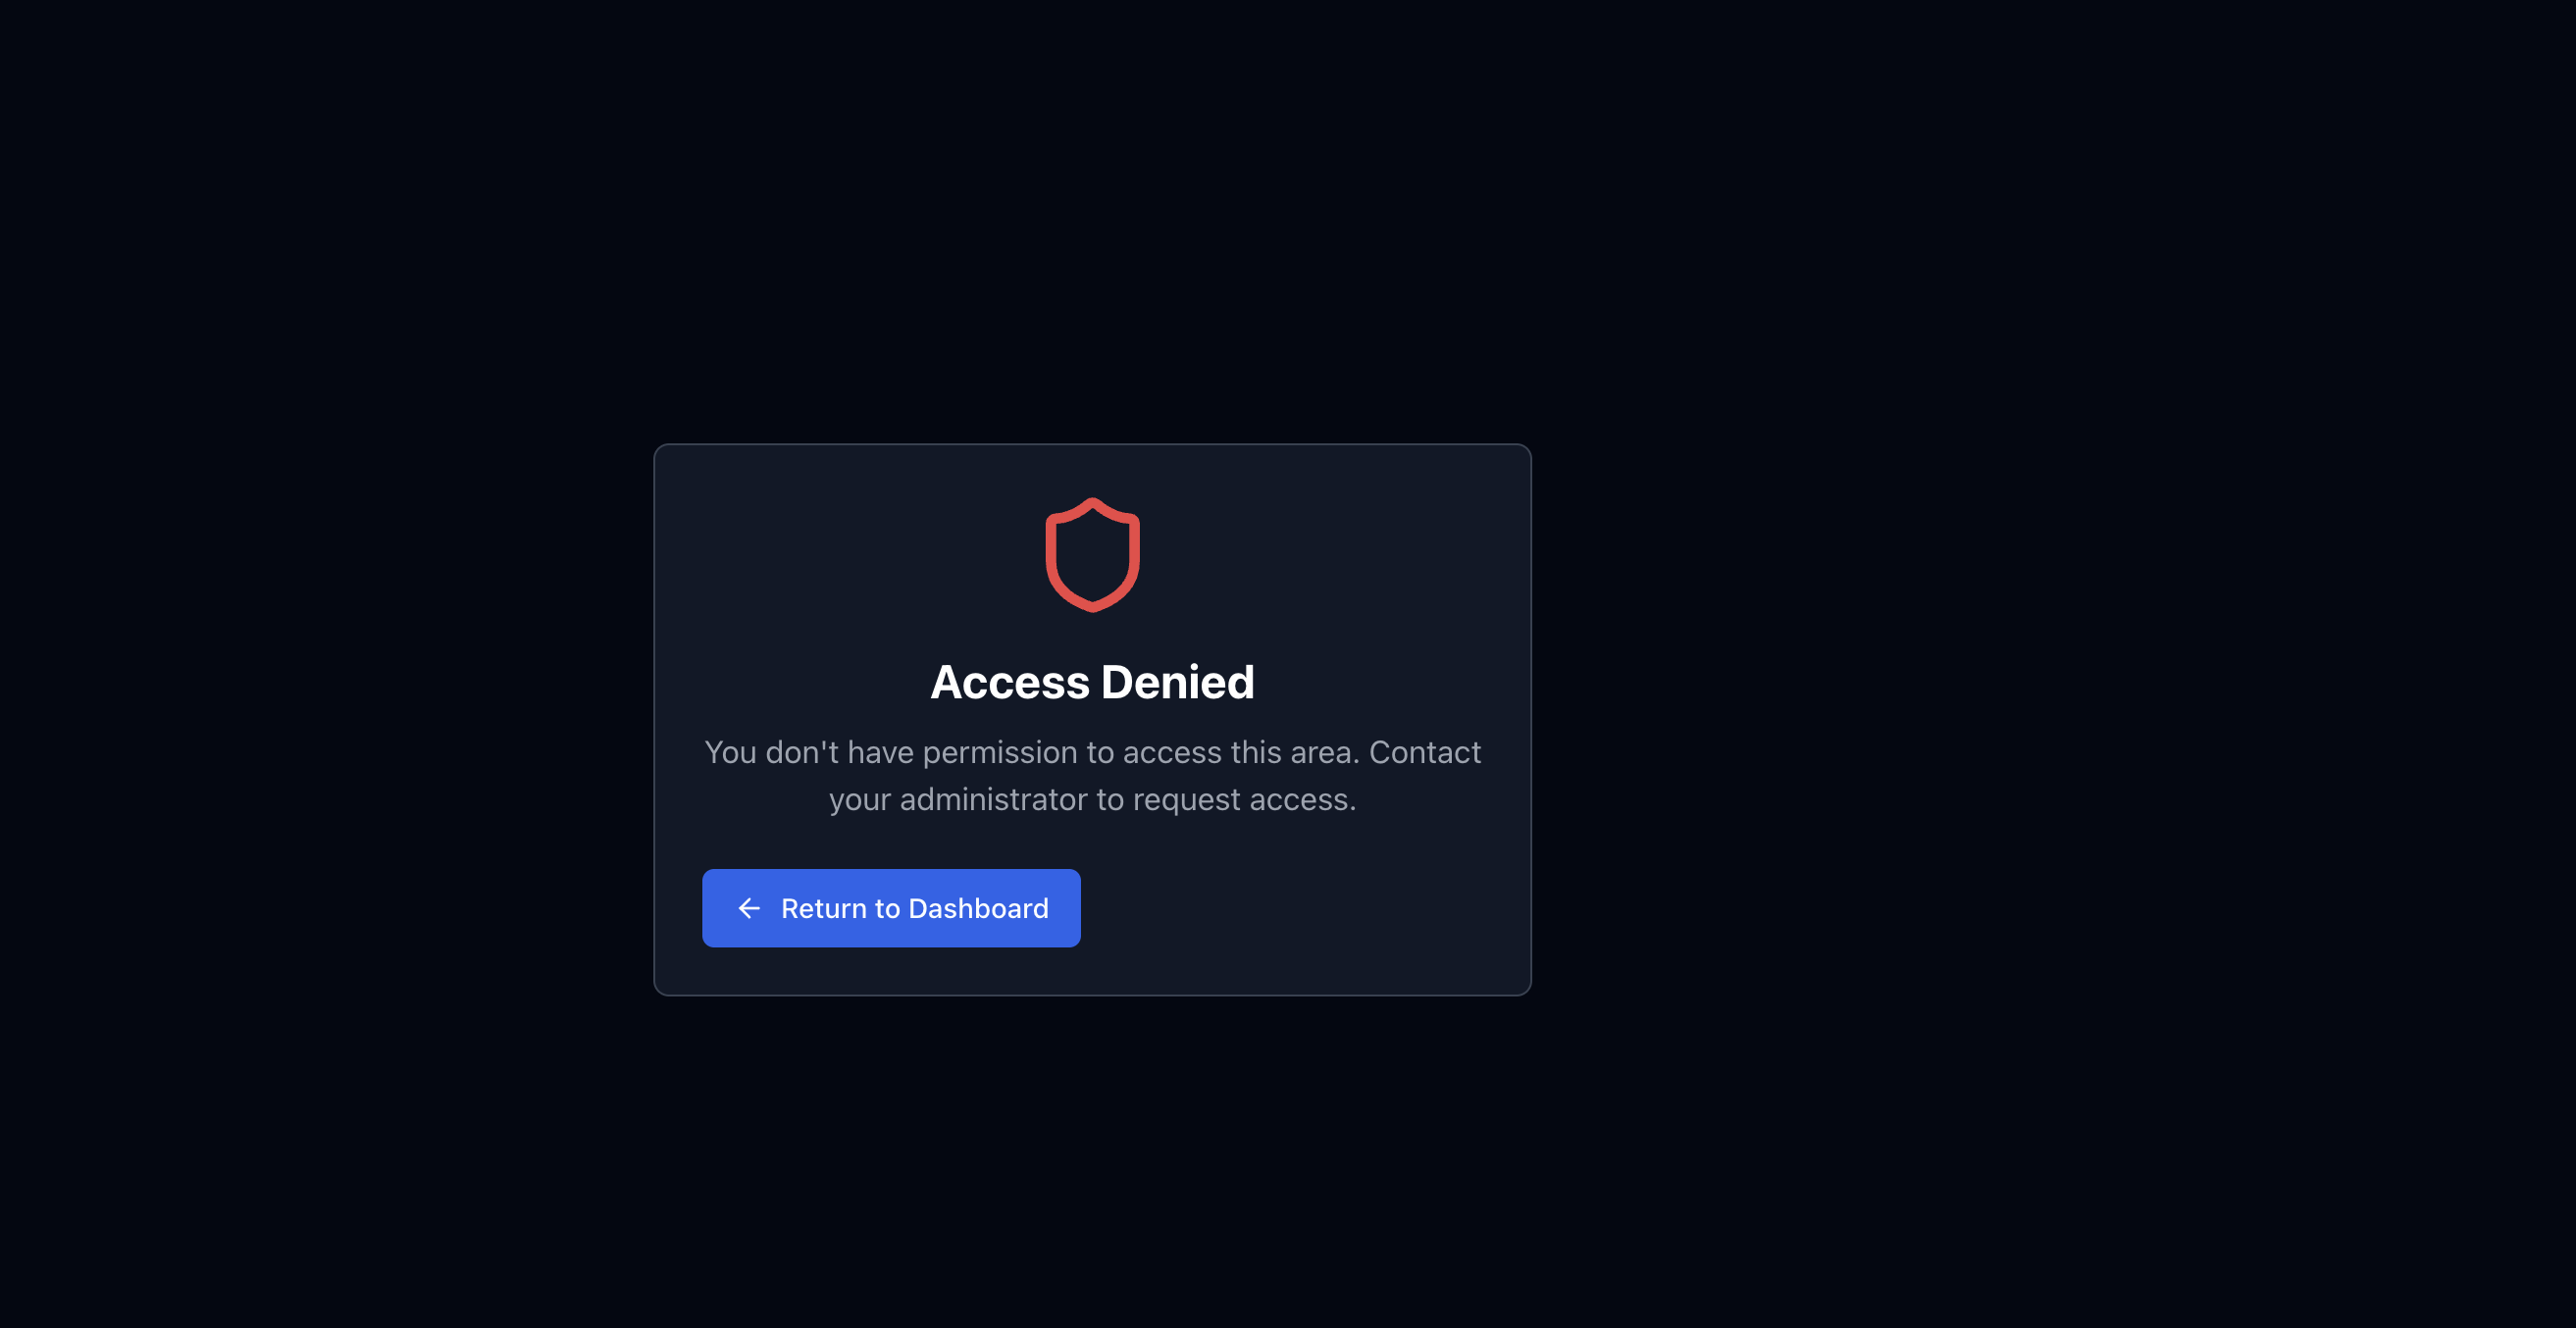 Access Denied
You don't have permission to access this area. Contact
your administrator to request access.
Return to Dashboard